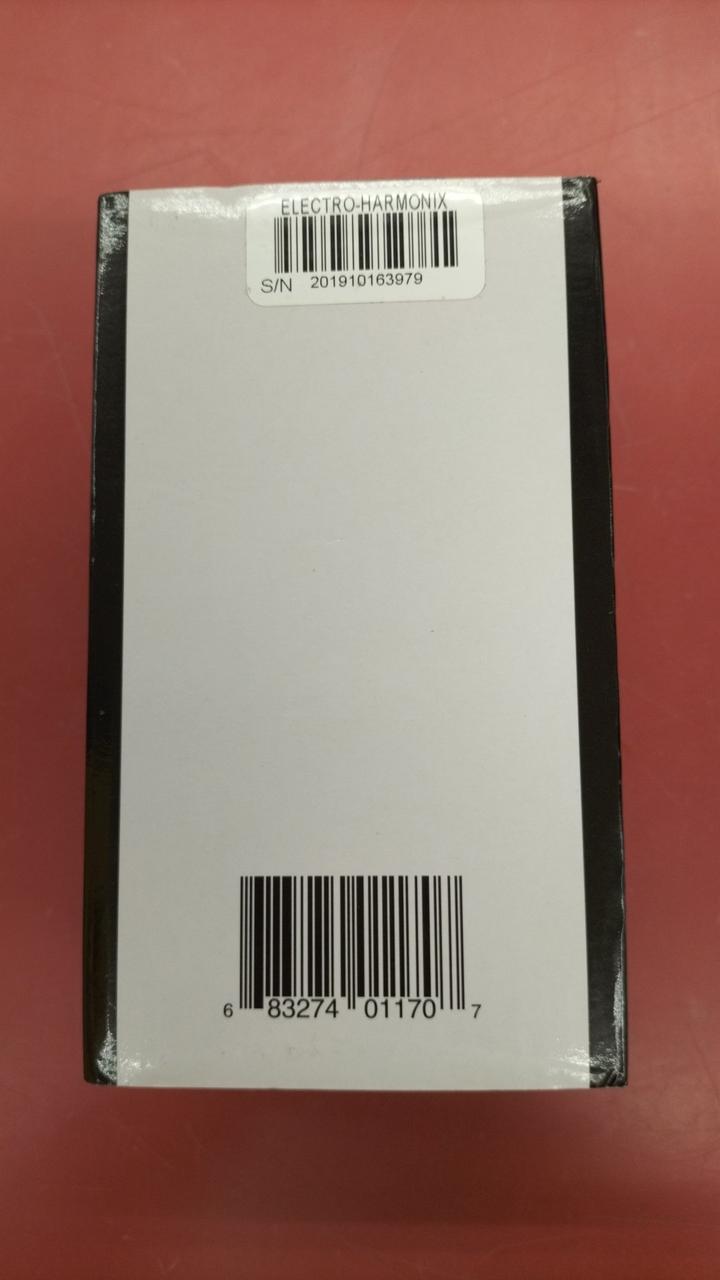 ELECTRO-HARMONIX
S/N 201910163979
6 83274 01170 7